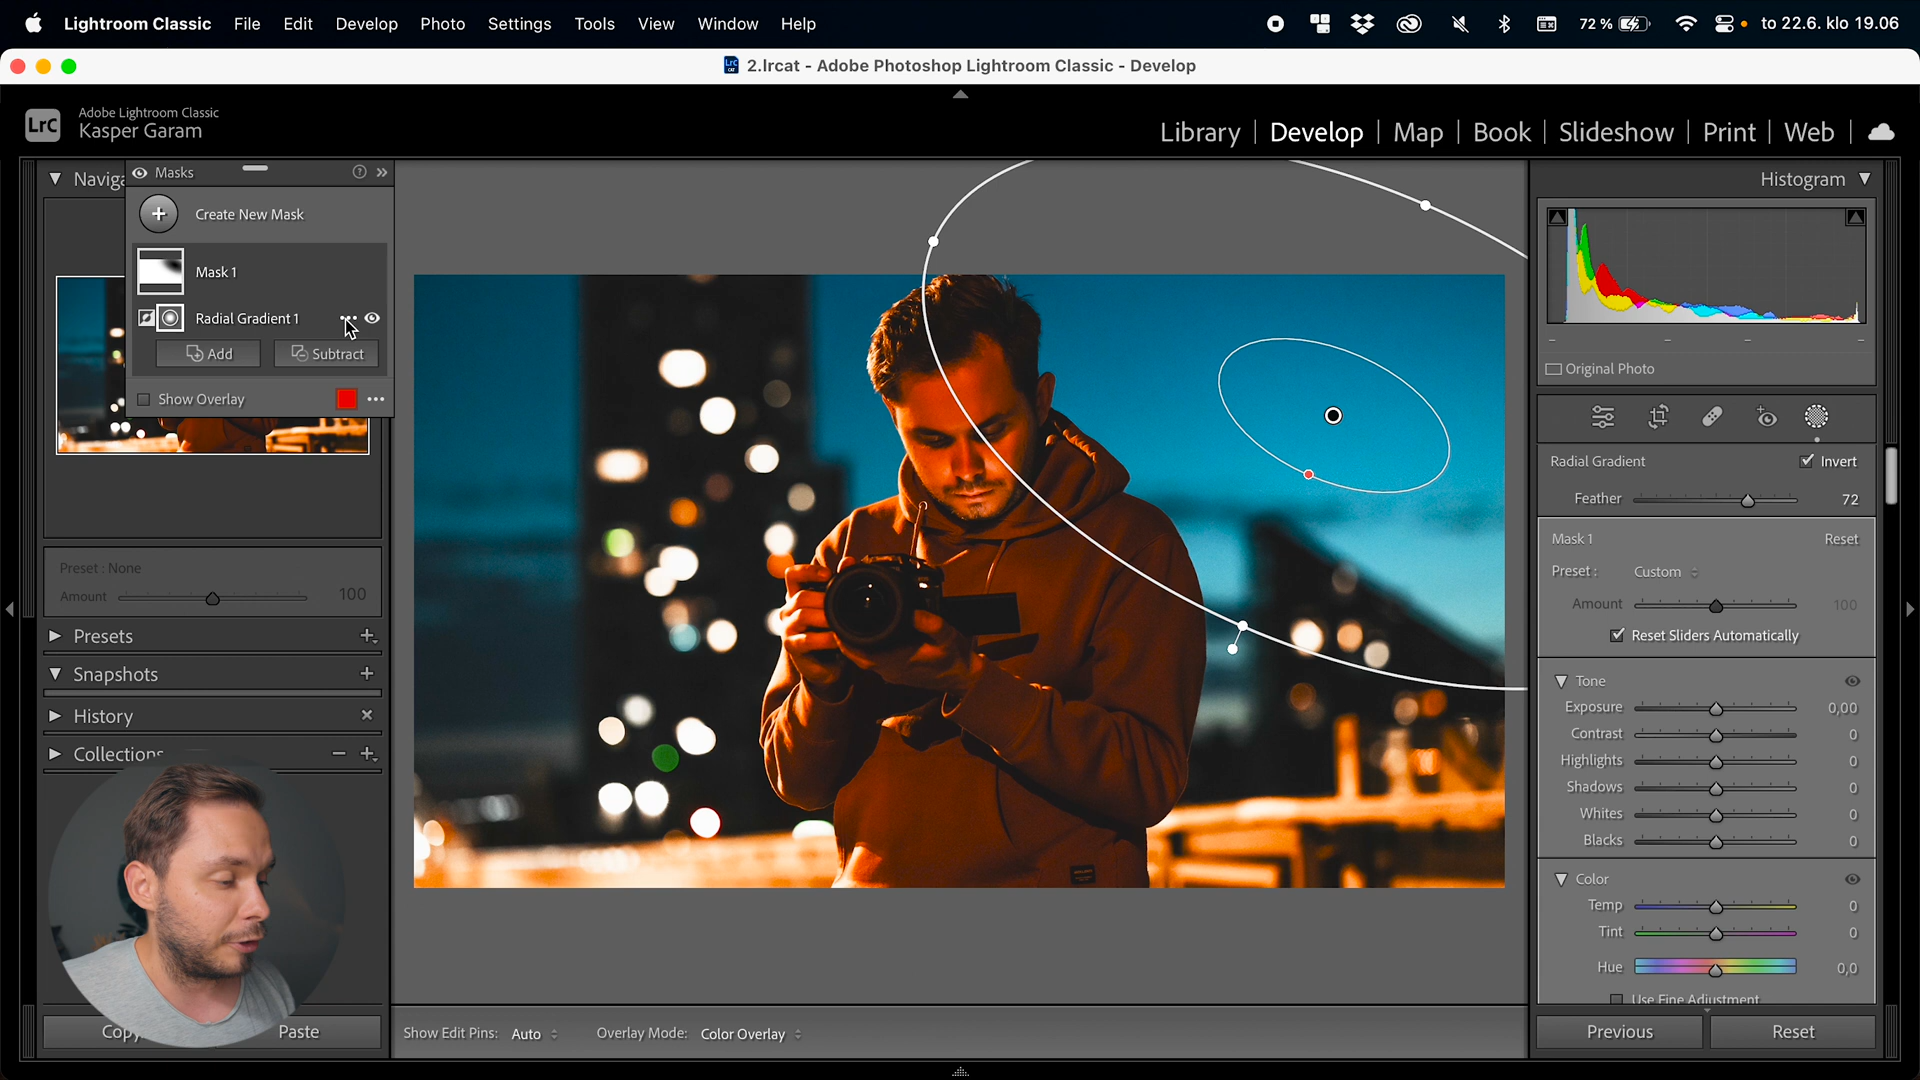 Lightroom Classic File Edit Develop Photo Settings Tools View Window Help 72 % to 22.6. klo 19.06
LrC CAT 2.lrcat - Adobe Photoshop Lightroom Classic - Develop
LrC Adobe Lightroom Classic
Kasper Garam
Library Develop Map Book Slideshow Print Web
Naviga
Masks
Create New Mask
Mask 1
Radial Gradient 1
Add Subtract
Show Overlay
Preset : None
Amount 100
Presets
Snapshots
History
Collections
Copy... Paste
Show Edit Pins: Auto Overlay Mode: Color Overlay
Histogram
Original Photo
Radial Gradient Invert
Feather 72
Mask 1 Reset
Preset : Custom
Amount 100
Reset Sliders Automatically
Tone
Exposure 0,00
Contrast 0
Highlights 0
Shadows 0
Whites 0
Blacks 0
Color
Temp 0
Tint 0
Hue 0,0
Use Fine Adjustment
Previous Reset